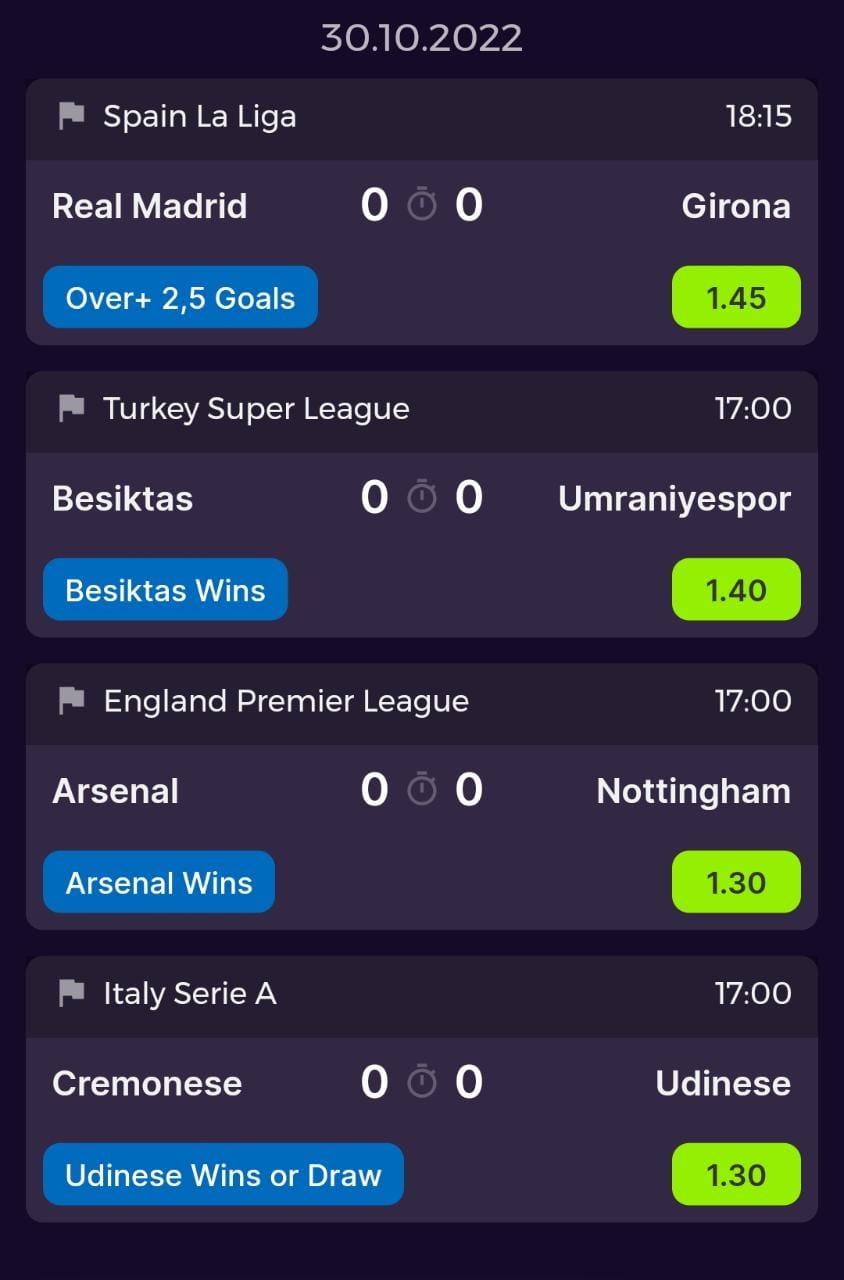 30.10.2022
Spain La Liga 18:15
Real Madrid 0 0 Girona
Over+ 2,5 Goals 1.45
Turkey Super League 17:00
Besiktas 0 0 Umraniyespor
Besiktas Wins 1.40
England Premier League 17:00
Arsenal 0 0 Nottingham
Arsenal Wins 1.30
Italy Serie A 17:00
Cremonese 0 0 Udinese
Udinese Wins or Draw 1.30